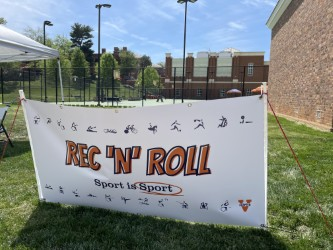 REC 'N' ROLL
Sport is Sport
V